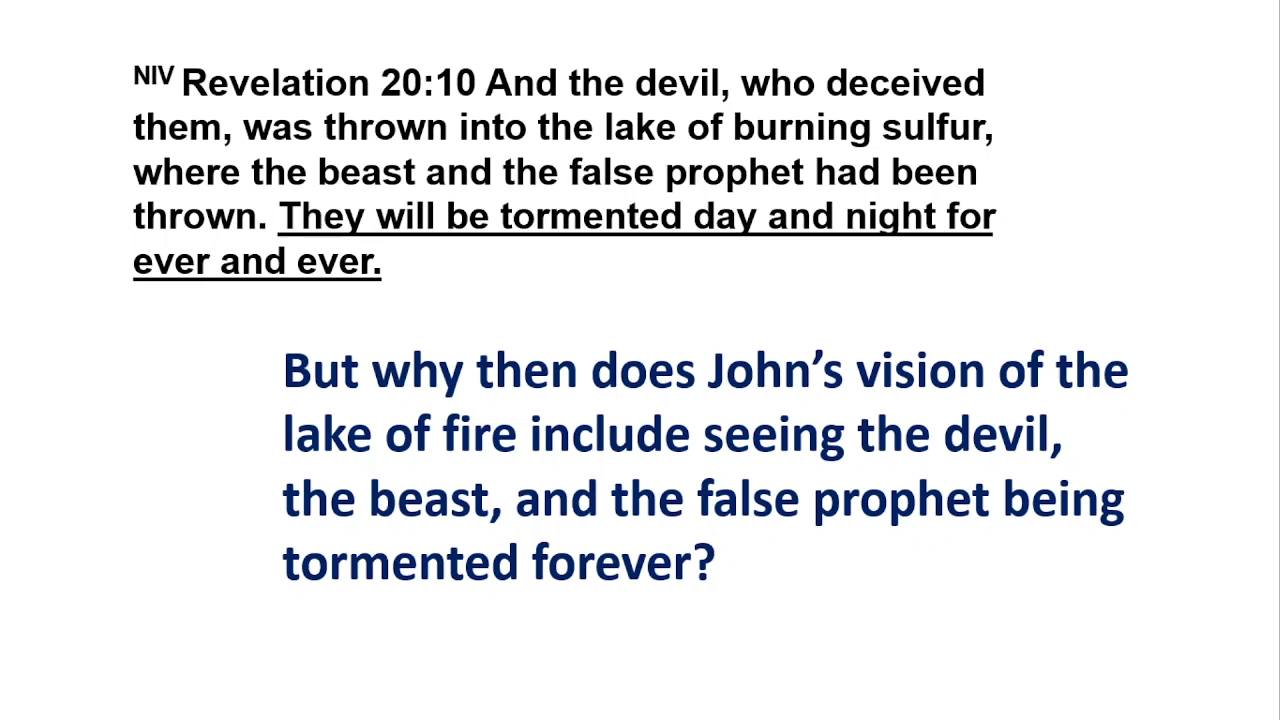 NIV Revelation 20:10 And the devil, who deceived
them, was thrown into the lake of burning sulfur,
where the beast and the false prophet had been
thrown. They will be tormented day and night for
ever and ever.
But why then does John’s vision of the
lake of fire include seeing the devil,
the beast, and the false prophet being
tormented forever?